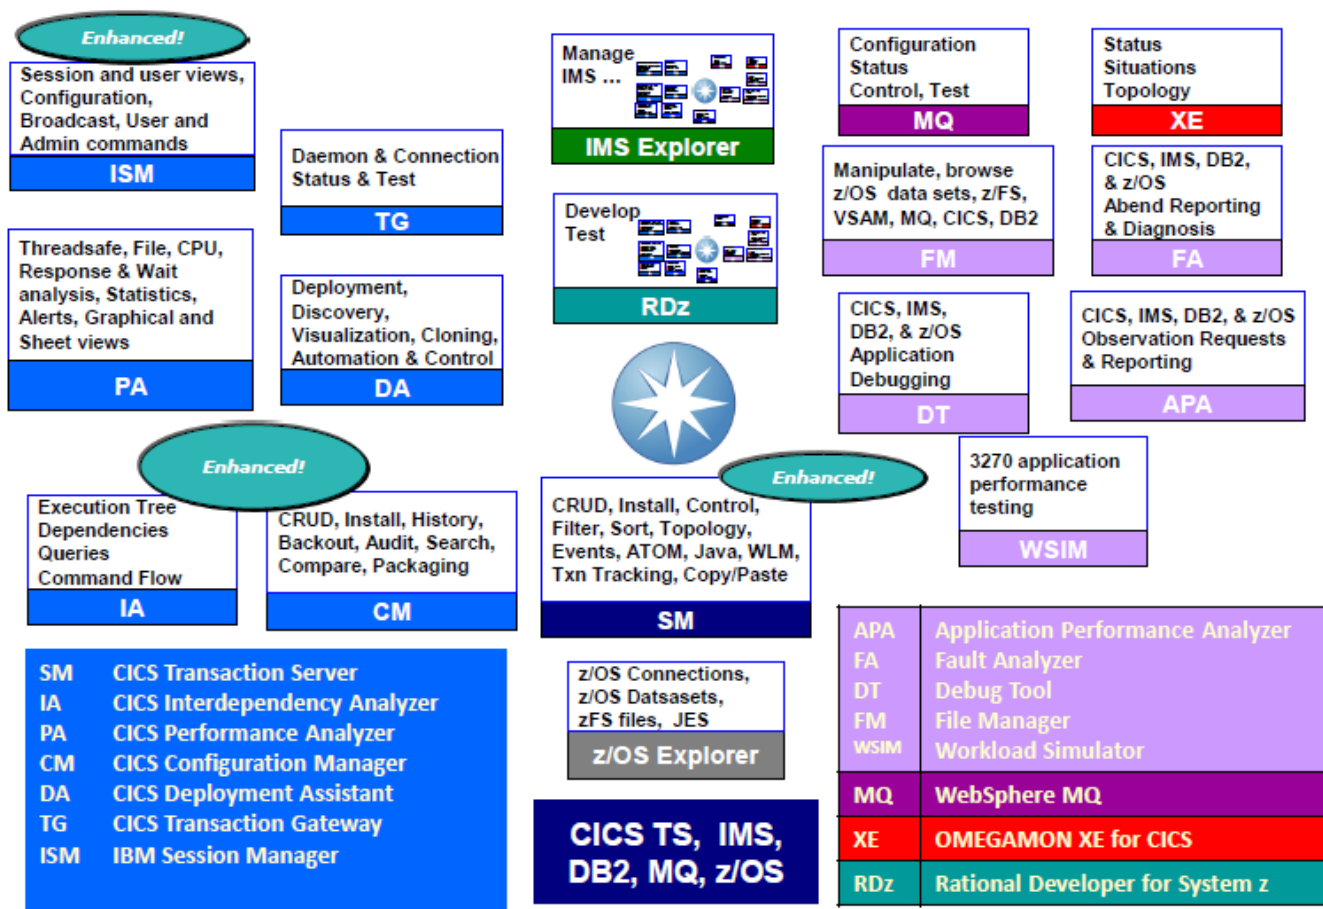 Enhanced!
Session and user views,
Configuration,
Broadcast, User and
Admin commands
ISM
Daemon & Connection
Status & Test
TG
Threadsafe, File, CPU,
Response & Wait
analysis, Statistics,
Alerts, Graphical and
Sheet views
PA
Deployment,
Discovery,
Visualization, Cloning,
Automation & Control
DA
Manage
IMS ...
IMS Explorer
Develop
Test
RDz
Configuration
Status
Control, Test
MQ
Status
Situations
Topology
XE
Manipulate, browse
z/OS data sets, z/FS,
VSAM, MQ, CICS, DB2
FM
CICS, IMS, DB2,
& z/OS
Abend Reporting
& Diagnosis
FA
CICS, IMS,
DB2, & z/OS
Application
Debugging
DT
CICS, IMS, DB2, & z/OS
Observation Requests
& Reporting
APA
Enhanced!
Execution Tree
Dependencies
Queries
Command Flow
IA
CRUD, Install, History,
Backout, Audit, Search,
Compare, Packaging
CM
Enhanced!
CRUD, Install, Control,
Filter, Sort, Topology,
Events, ATOM, Java, WLM,
Txn Tracking, Copy/Paste
SM
3270 application
performance
testing
WSIM
z/OS Connections,
z/OS Datsasets,
zFS files, JES
z/OS Explorer
CICS TS, IMS,
DB2, MQ, z/OS
SM CICS Transaction Server
IA CICS Interdependency Analyzer
PA CICS Performance Analyzer
CM CICS Configuration Manager
DA CICS Deployment Assistant
TG CICS Transaction Gateway
ISM IBM Session Manager
APA Application Performance Analyzer
FA Fault Analyzer
DT Debug Tool
FM File Manager
WSIM Workload Simulator
MQ WebSphere MQ
XE OMEGAMON XE for CICS
RDz Rational Developer for System z